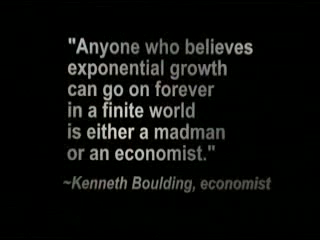 "Anyone who believes
exponential growth
can go on forever
in a finite world
is either a madman
or an economist."
~Kenneth Boulding, economist